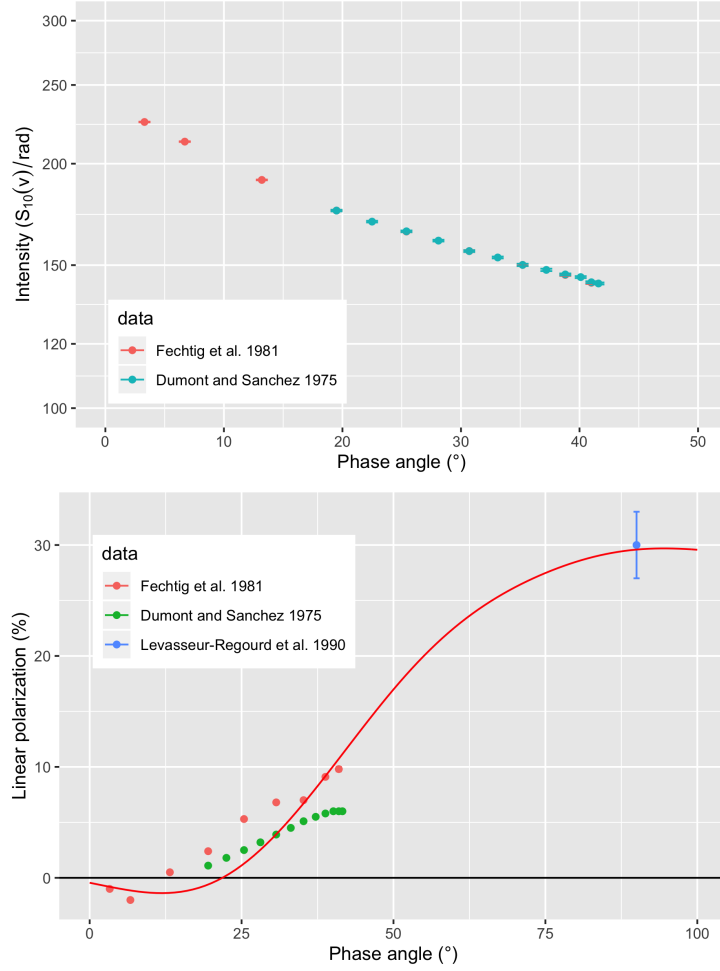 300
250
200
150
120
100
Intensity (S₁₀(v)/rad)
data
Fechtig et al. 1981
Dumont and Sanchez 1975
0 10 20 30 40 50
Phase angle (°)
30
20
10
0
Linear polarization (%)
data
Fechtig et al. 1981
Dumont and Sanchez 1975
Levasseur-Regourd et al. 1990
0 25 50 75 100
Phase angle (°)